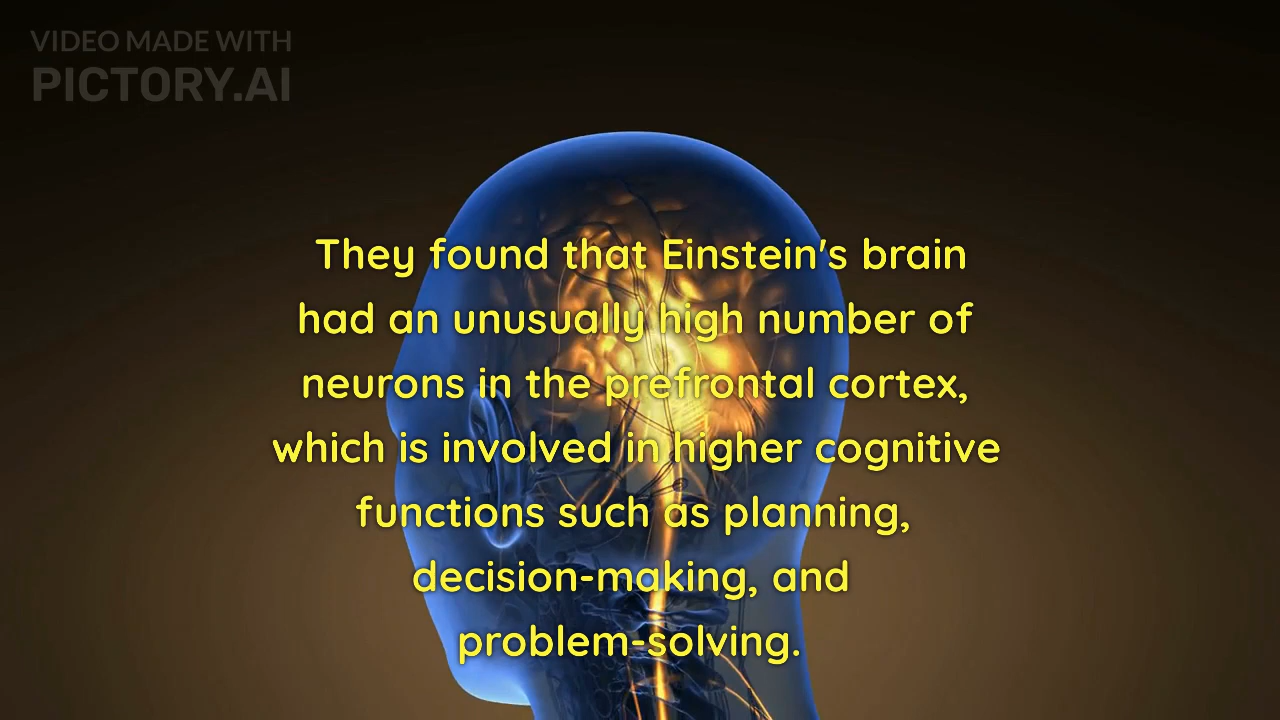 VIDEO MADE WITH
PICTORY.AI
They found that Einstein's brain
had an unusually high number of
neurons in the prefrontal cortex,
which is involved in higher cognitive
functions such as planning,
decision-making, and
problem-solving.